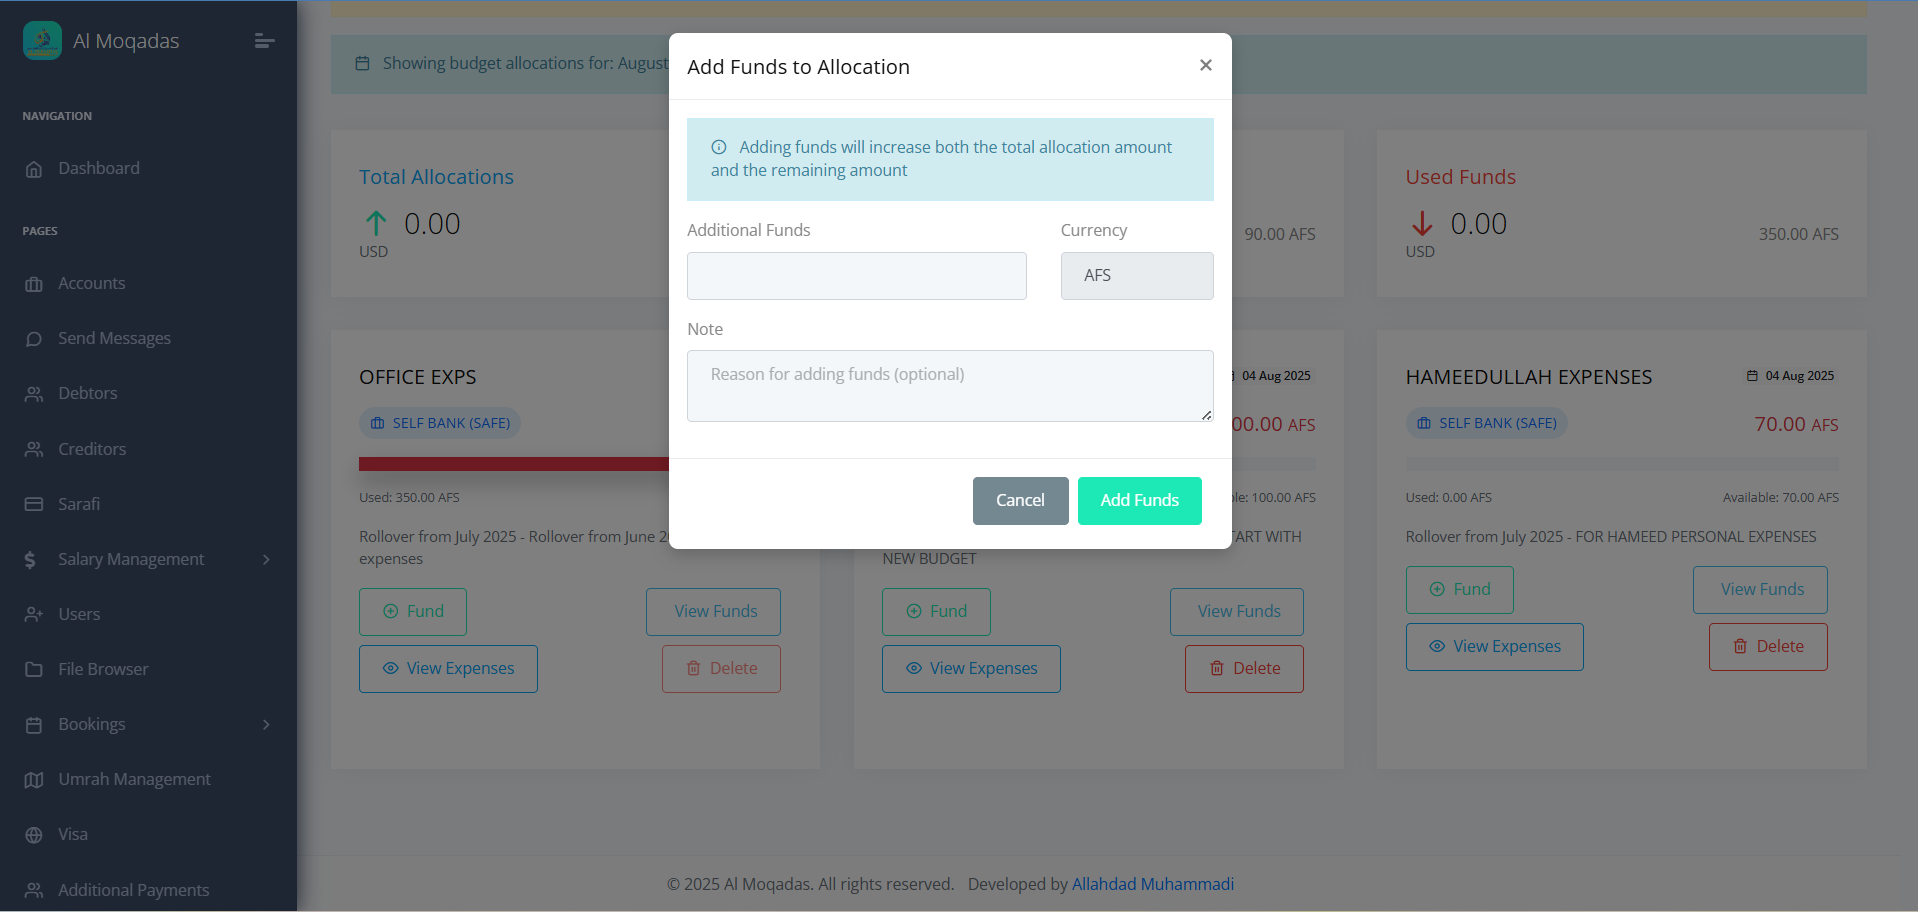 Al Moqadas
NAVIGATION
Dashboard
PAGES
Accounts
Send Messages
Debtors
Creditors
Sarafi
Salary Management
Users
File Browser
Bookings
Umrah Management
Visa
Additional Payments
Showing budget allocations for: August
Total Allocations
0.00
USD
90.00 AFS
Used Funds
0.00
USD
350.00 AFS
Add Funds to Allocation
×
Adding funds will increase both the total allocation amount
and the remaining amount
Additional Funds
Currency
AFS
Note
Reason for adding funds (optional)
Cancel
Add Funds
OFFICE EXPS
SELF BANK (SAFE)
Used: 350.00 AFS
Rollover from July 2025 - Rollover from June
expenses
Fund
View Funds
View Expenses
Delete
04 Aug 2025
00.00 AFS
100.00 AFS
WITH
NEW BUDGET
Fund
View Funds
View Expenses
Delete
HAMEEDULLAH EXPENSES
04 Aug 2025
SELF BANK (SAFE)
70.00 AFS
Used: 0.00 AFS
Available: 70.00 AFS
Rollover from July 2025 - FOR HAMEED PERSONAL EXPENSES
Fund
View Funds
View Expenses
Delete
© 2025 Al Moqadas. All rights reserved. Developed by Allahdad Muhammadi